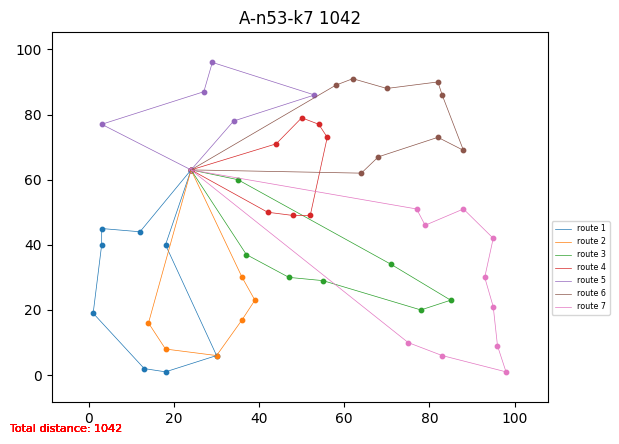 A-n53-k7 1042
100
80
60
40
20
0
0 20 40 60 80 100
route 1
route 2
route 3
route 4
route 5
route 6
route 7
Total distance: 1042